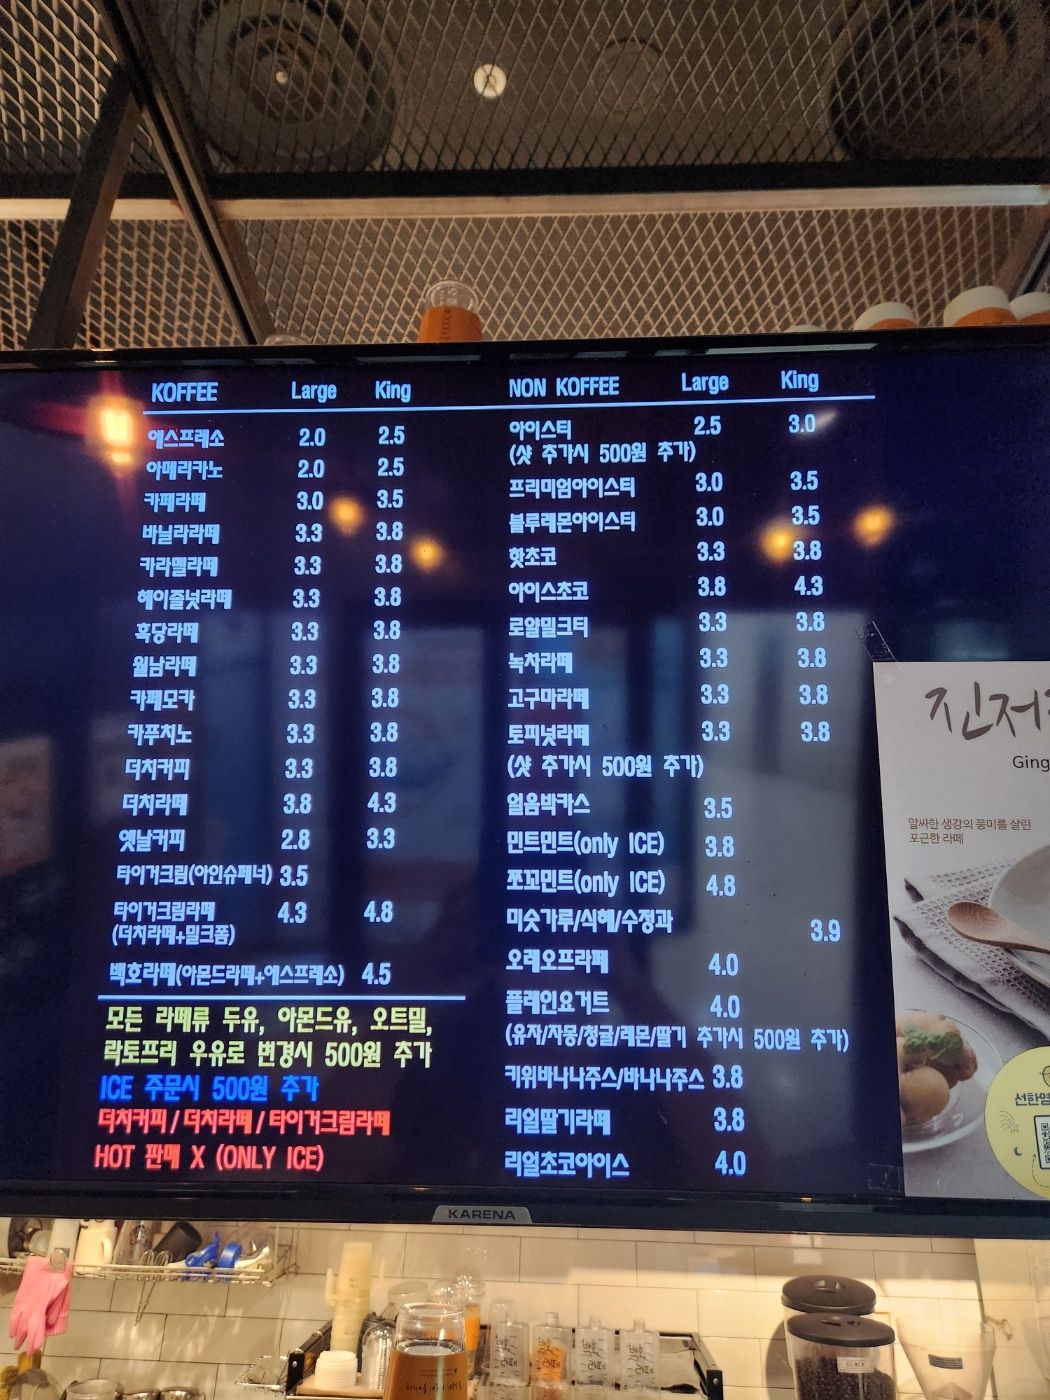 KOFFEE Large King
에스프레소 2.0 2.5
아메리카노 2.0 2.5
카페라떼 3.0 3.5
바닐라라떼 3.3 3.8
카라멜라떼 3.3 3.8
헤이즐넛라떼 3.3 3.8
흑당라떼 3.3 3.8
월남라떼 3.3 3.8
카페모카 3.3 3.8
카푸치노 3.3 3.8
더치커피 3.3 3.8
더치라떼 3.8 4.3
옛날커피 2.8 3.3
타이거크림(아인슈페너) 3.5
타이거크림라떼 4.3 4.8
(더치라떼+밀크폼)
백호라떼(아몬드라떼+에스프레소) 4.5
모든 라떼류 두유, 아몬드유, 오트밀,
락토프리 우유로 변경시 500원 추가
ICE 주문시 500원 추가
더치커피 / 더치라떼 / 타이거크림라떼
HOT 판매 X (ONLY ICE)
NON KOFFEE Large King
아이스티 2.5 3.0
(샷 추가시 500원 추가)
프리미엄아이스티 3.0 3.5
블루레몬아이스티 3.0 3.5
핫초코 3.3 3.8
아이스초코 3.8 4.3
로얄밀크티 3.3 3.8
녹차라떼 3.3 3.8
고구마라떼 3.3 3.8
토피넛라떼 3.3 3.8
(샷 추가시 500원 추가)
얼음박카스 3.5
민트민트(only ICE) 3.8
쪼꼬민트(only ICE) 4.8
미숫가루/식혜/수정과 3.9
오레오프라페 4.0
플레인요거트 4.0
(유자/자몽/청귤/레몬/딸기 추가시 500원 추가)
키위바나나주스/바나나주스 3.8
리얼딸기라떼 3.8
리얼초코아이스 4.0
KARENA
진저
Ging
알싸한 생강의 풍미를 살린
포근한 라떼
선한영
BLACK